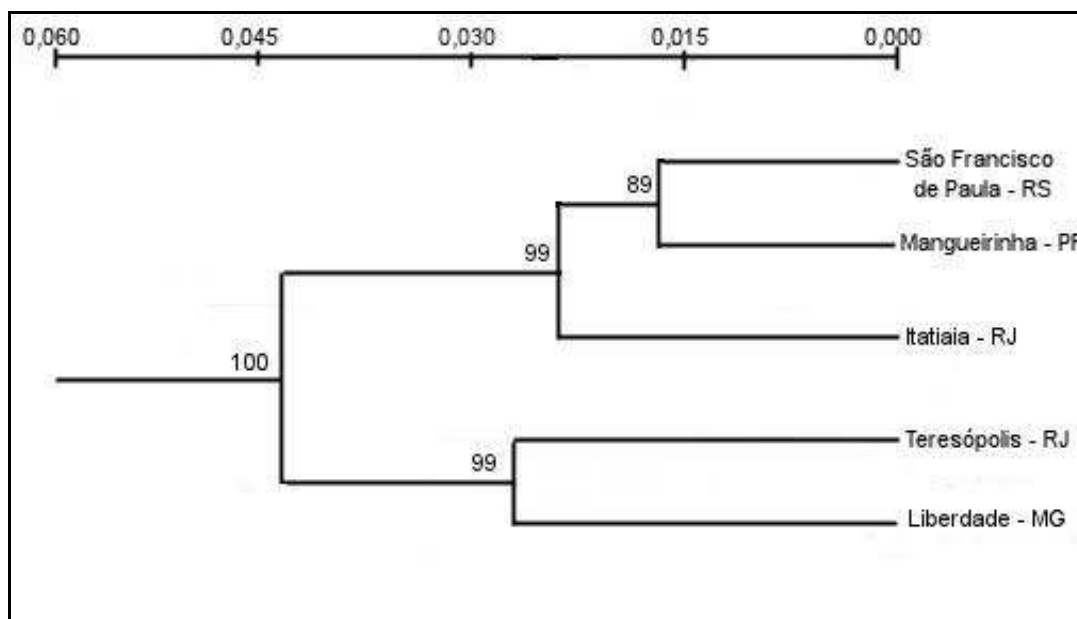 0,060 0,045 0,030 0,015 0,000
São Francisco
de Paula - RS
89
Mangueirinha - PR
99
Itatiaia - RJ
100
Teresópolis - RJ
99
Liberdade - MG